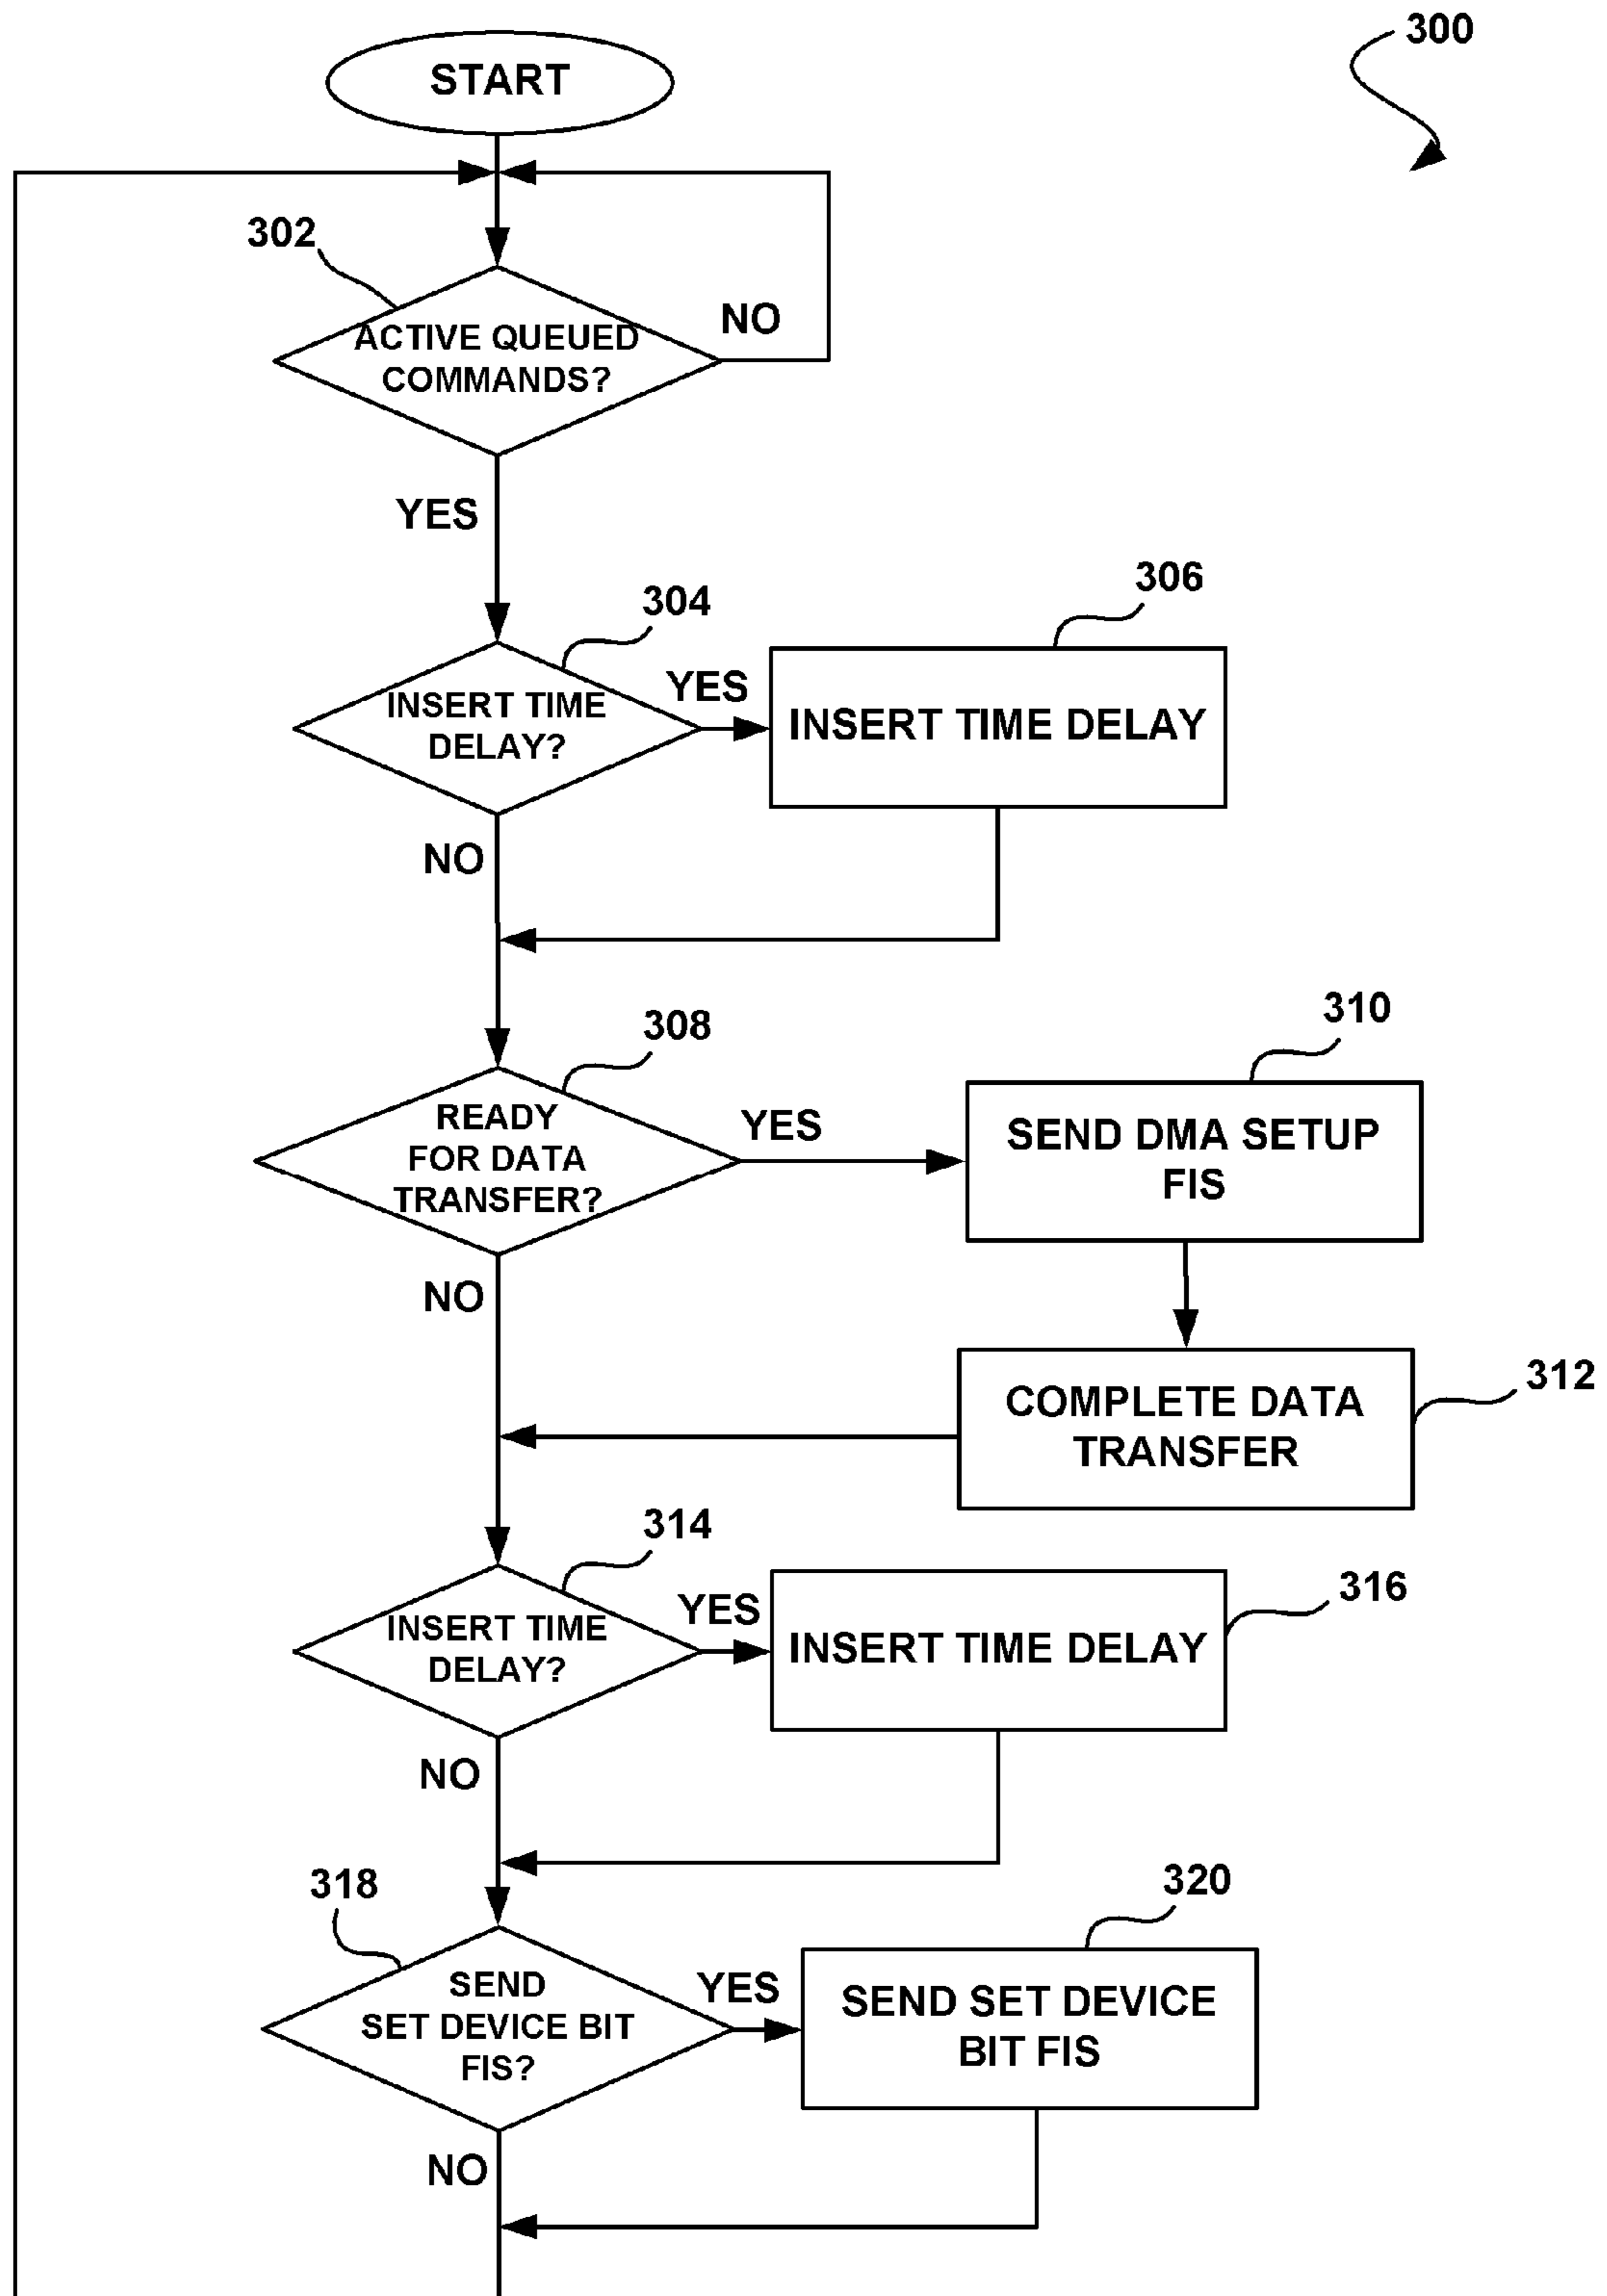 300
START
302
ACTIVE QUEUED
COMMANDS?
NO
YES
304
306
INSERT TIME
DELAY?
YES
INSERT TIME DELAY
NO
308
310
READY
FOR DATA
TRANSFER?
YES
SEND DMA SETUP
FIS
NO
312
COMPLETE DATA
TRANSFER
314
316
INSERT TIME
DELAY?
YES
INSERT TIME DELAY
NO
318
320
SEND
SET DEVICE BIT
FIS?
YES
SEND SET DEVICE
BIT FIS
NO